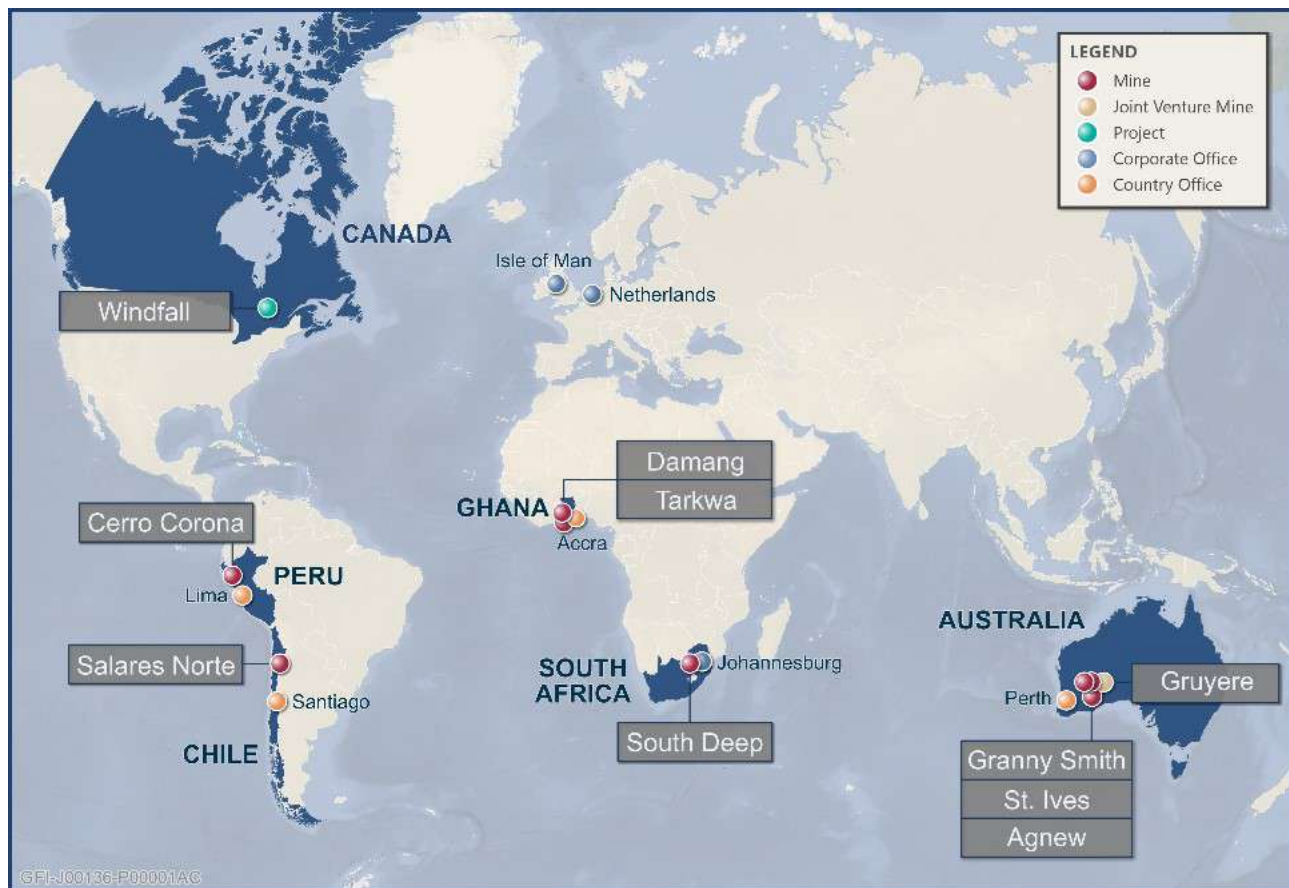 LEGEND
Mine
Joint Venture Mine
Project
Corporate Office
Country Office
CANADA
Windfall
Isle of Man
Netherlands
Damang
Tarkwa
GHANA
Accra
Cerro Corona
PERU
Lima
Salares Norte
Santiago
CHILE
SOUTH
AFRICA
Johannesburg
South Deep
AUSTRALIA
Gruyere
Perth
Granny Smith
St. Ives
Agnew
GFI-J00136-P00001AC